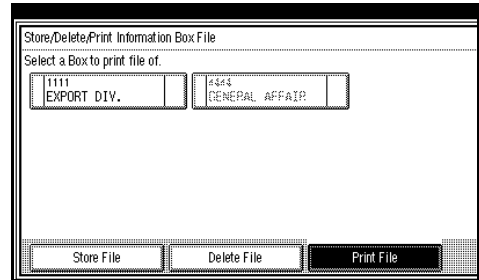 Store/Delete/Print Information Box File
Select a Box to print file of.
1111
EXPORT DIV.
4444
GENERAL AFFAIR
Store File
Delete File
Print File